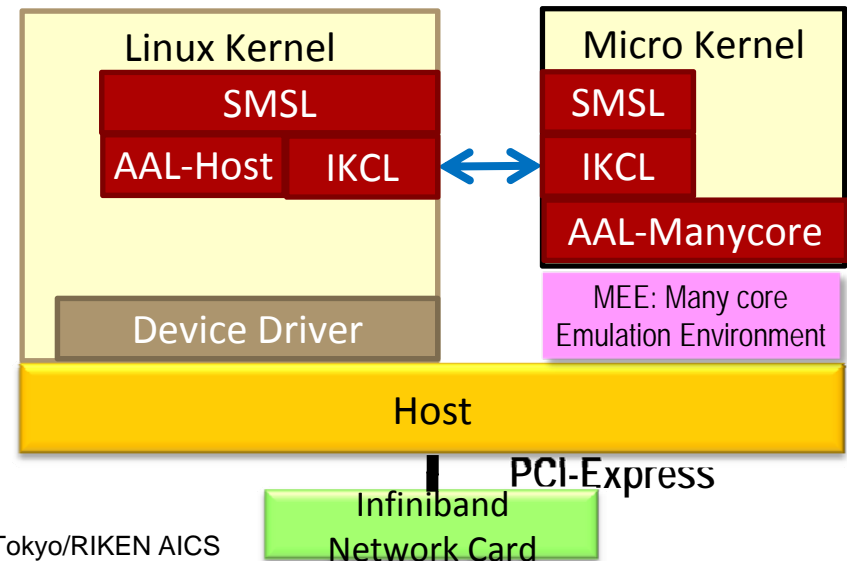 Linux Kernel
SMSL
AAL-Host
IKCL
Device Driver
Micro Kernel
SMSL
IKCL
AAL-Manycore
MEE: Many core
Emulation Environment
Host
PCI-Express
Infiniband
Network Card
Tokyo/RIKEN AICS